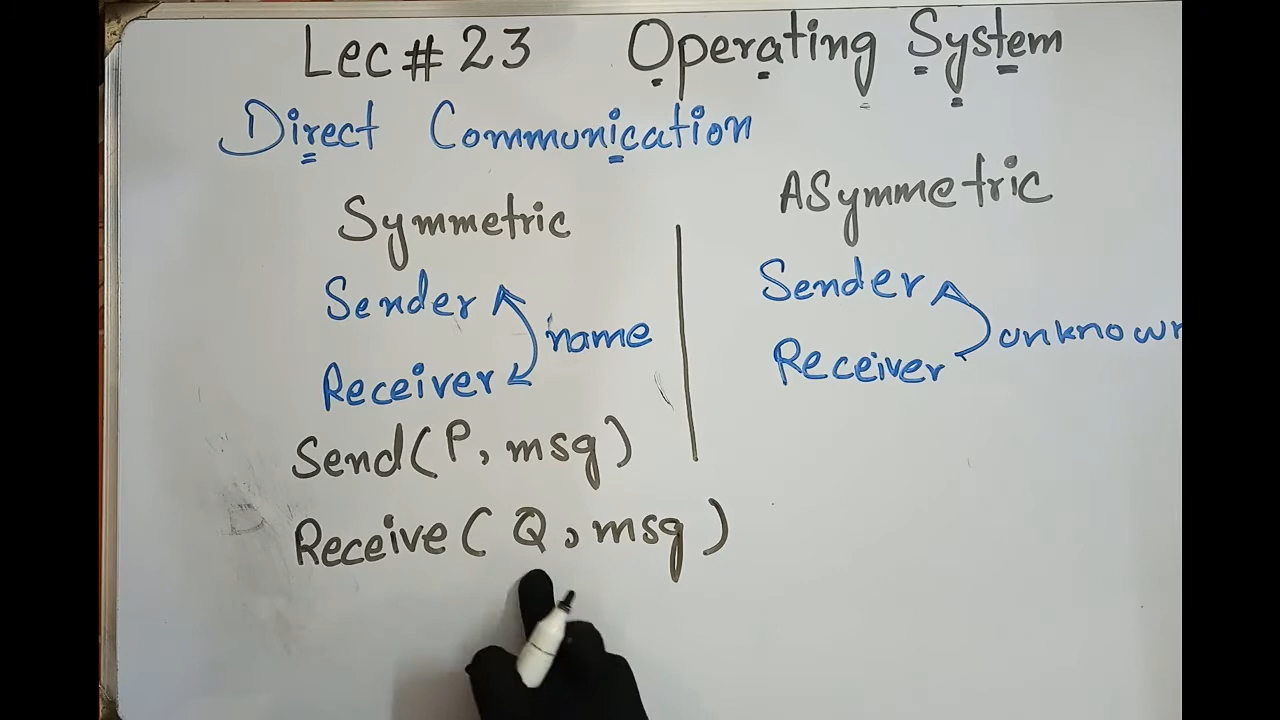 Lec# 23 Operating System
Direct Communication
Symmetric
Sender
name
Receiver
Send(P, msg)
Receive(Q, msg)
ASymmetric
Sender
unknown
Receiver